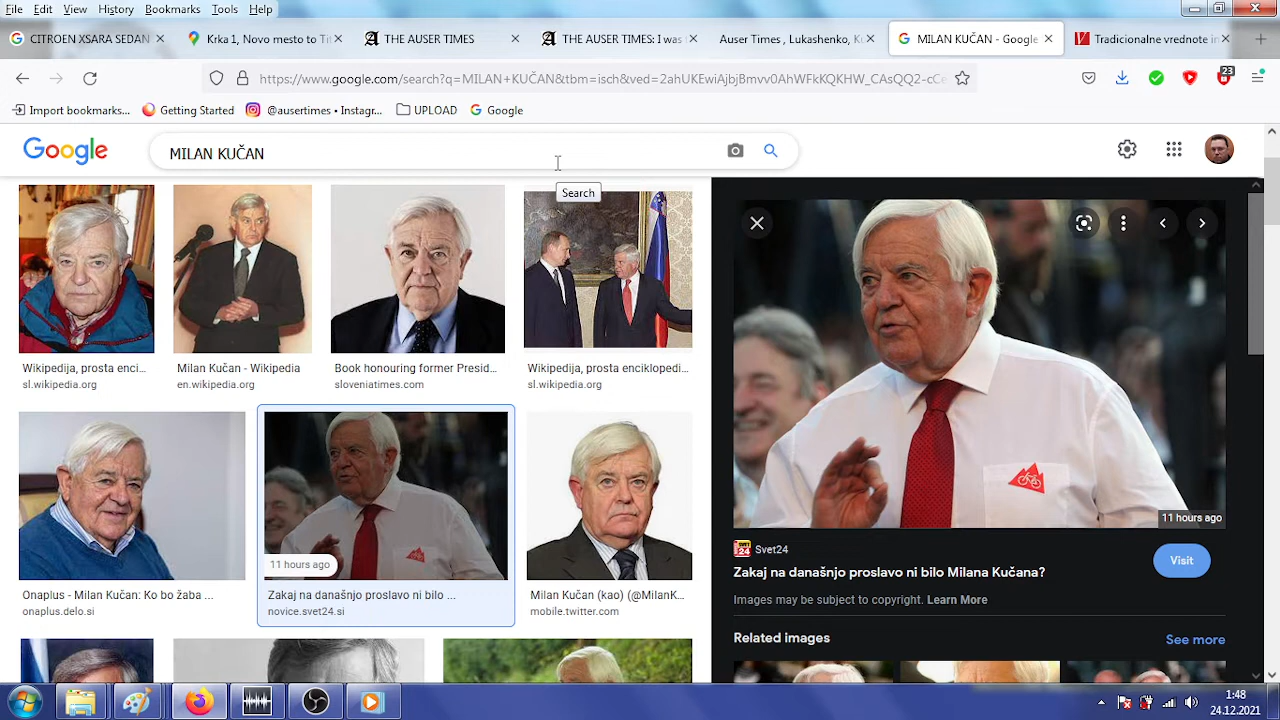 File Edit View History Bookmarks Tools Help
CITROEN XSARA SEDAN
Krka 1, Novo mesto to Tit
THE AUSER TIMES
THE AUSER TIMES: I was
Auser Times , Lukashenko, Ku
MILAN KUČAN - Google
Tradicionalne vrednote in
https://www.google.com/search?q=MILAN+KUČAN&tbm=isch&ved=2ahUKEwiAjbjBmvv0AhWFkKQKHW_CAsQQ2-cCe
23
Import bookmarks...
Getting Started
@ausertimes • Instagr...
UPLOAD
Google
Google
MILAN KUČAN
Search
Wikipedija, prosta enci...
sl.wikipedia.org
Milan Kučan - Wikipedia
en.wikipedia.org
Book honouring former Presid...
sloveniatimes.com
Wikipedija, prosta enciklopedi...
sl.wikipedia.org
11 hours ago
Onaplus - Milan Kučan: Ko bo žaba ...
onaplus.delo.si
Zakaj na današnjo proslavo ni bilo ...
novice.svet24.si
Milan Kučan (kao) (@MilanK...
mobile.twitter.com
11 hours ago
SVET 24
Svet24
Visit
Zakaj na današnjo proslavo ni bilo Milana Kučana?
Images may be subject to copyright. Learn More
Related images
See more
1:48
24.12.2021